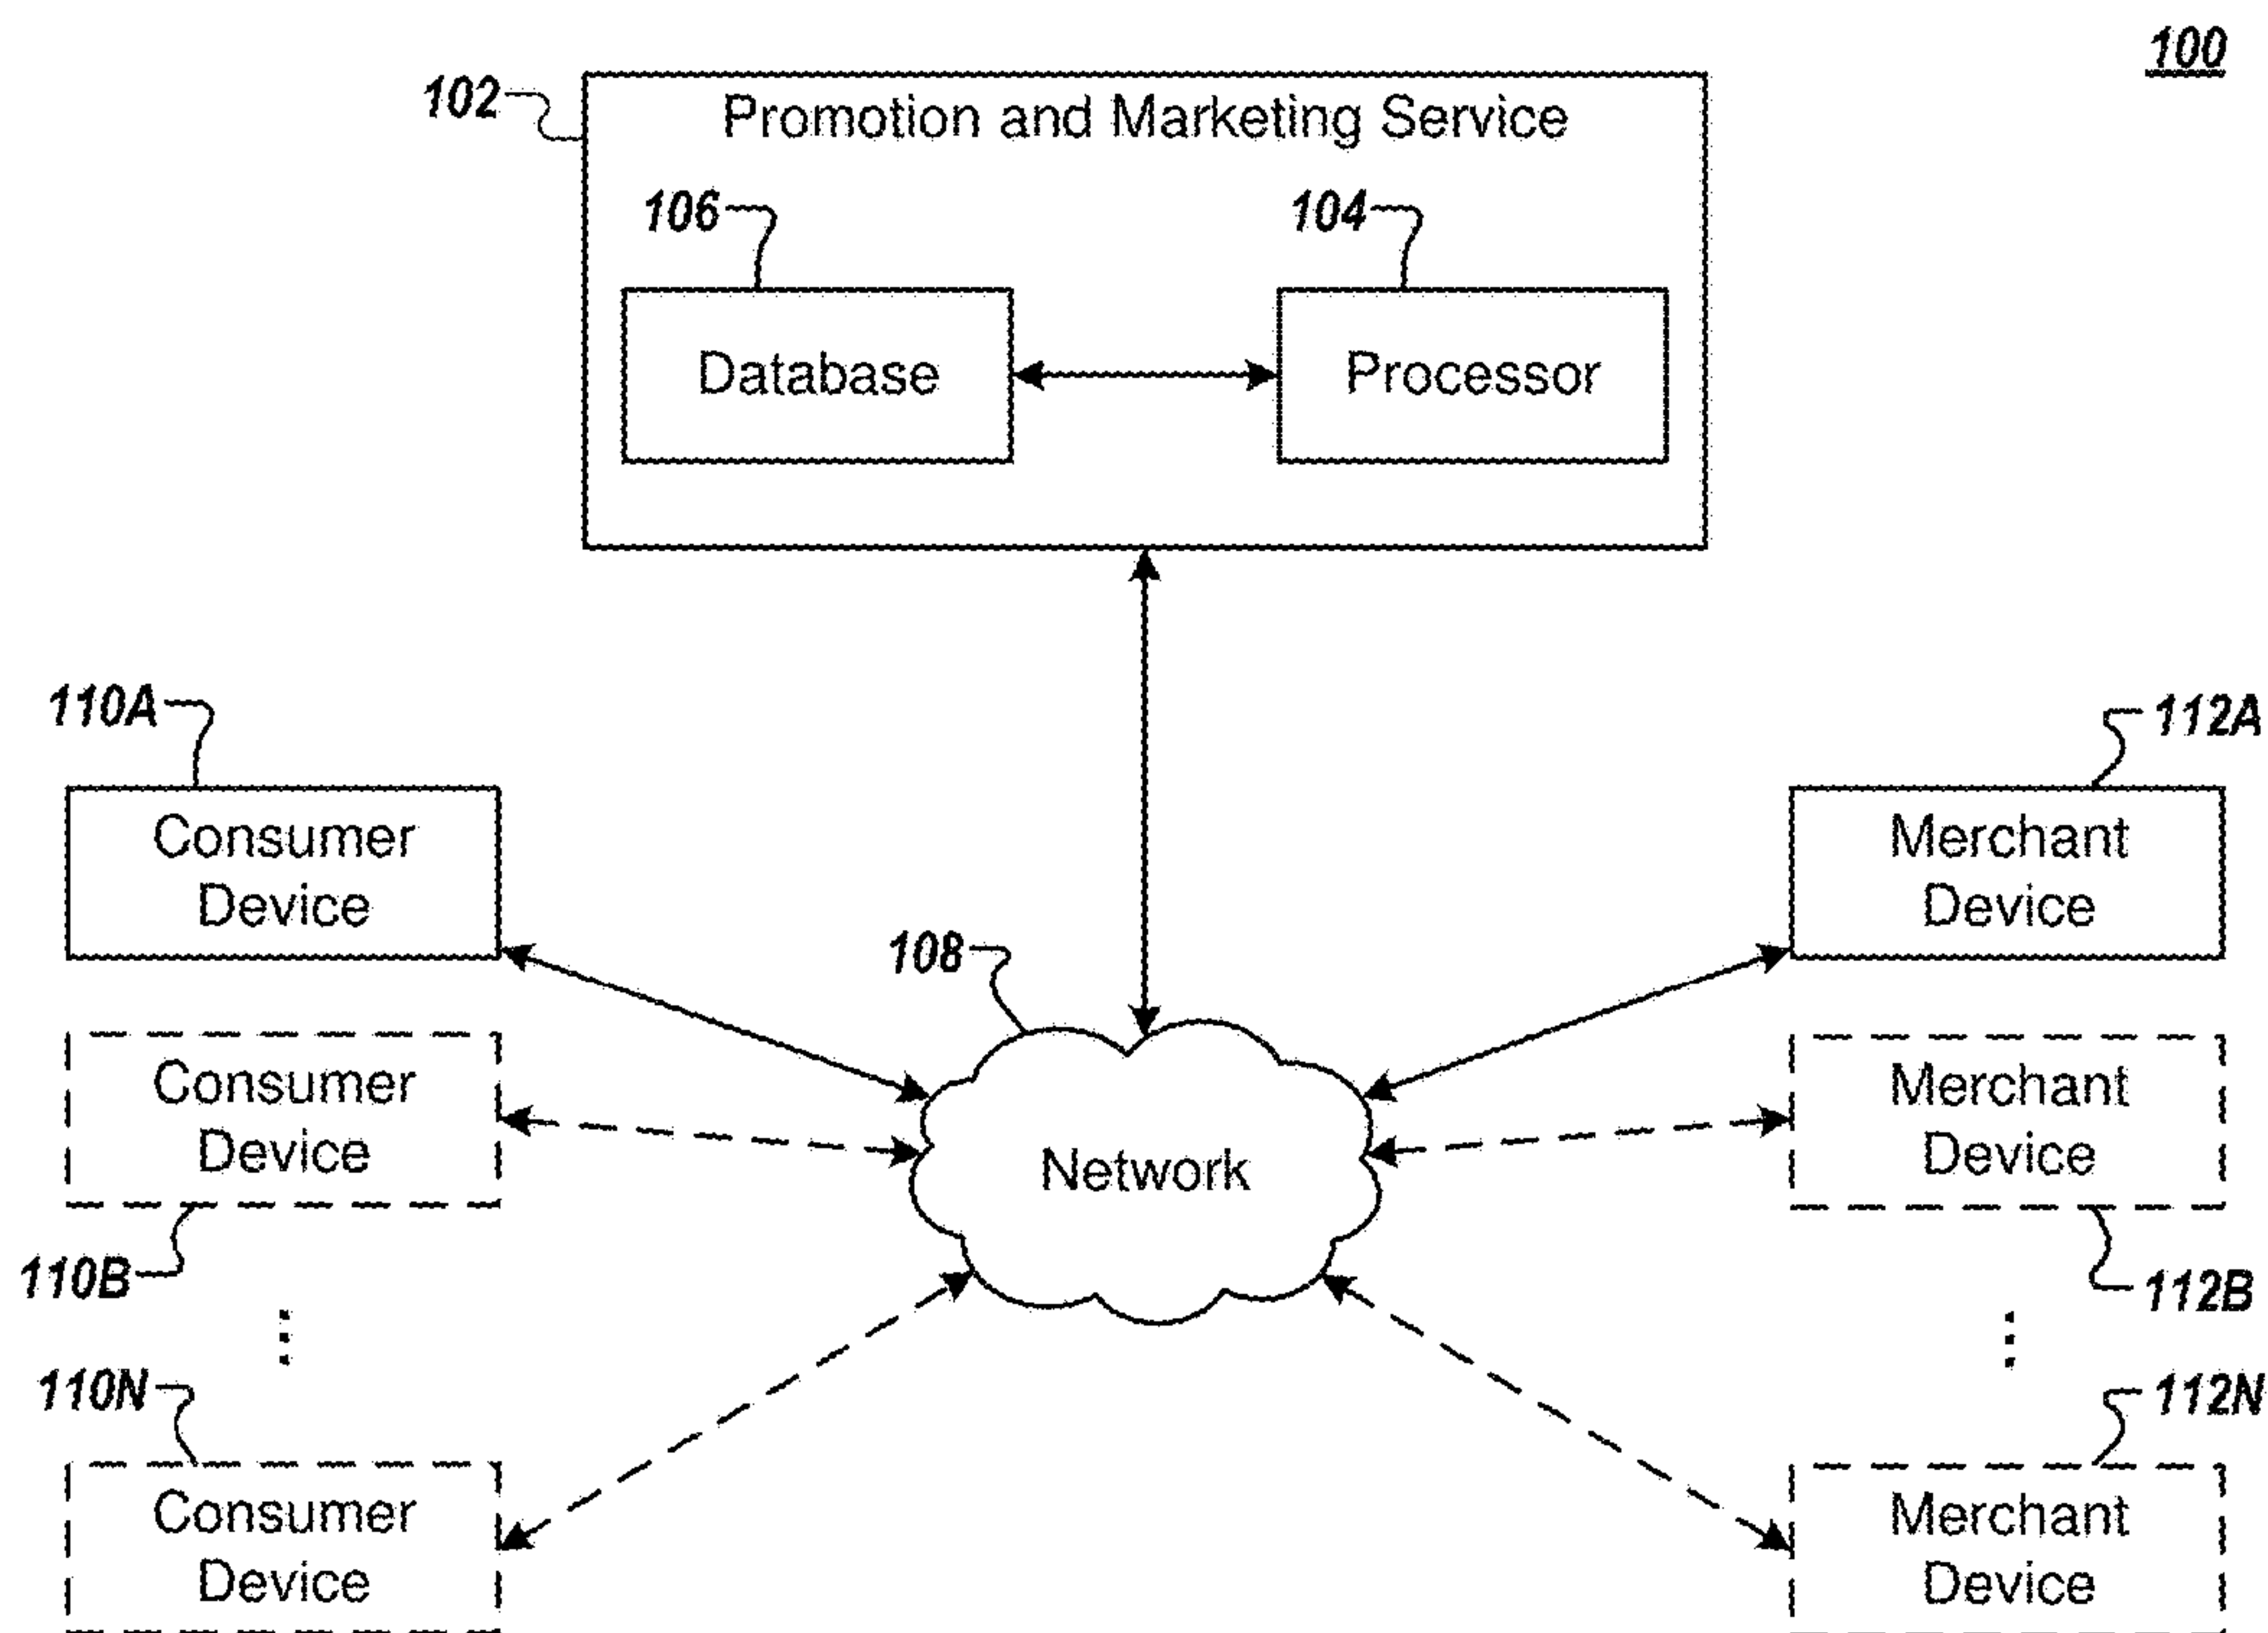 100
102
Promotion and Marketing Service
106
104
Database
Processor
110A
112A
Consumer
Device
Merchant
Device
108
Consumer
Device
Network
Merchant
Device
110B
112B
110N
112N
Consumer
Device
Merchant
Device